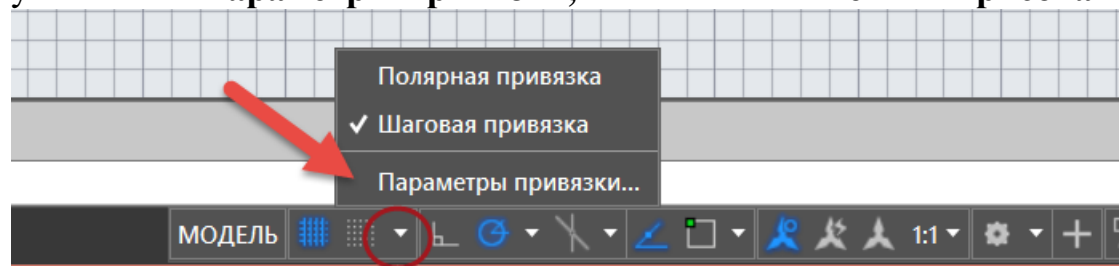 Полярная привязка
✓ Шаговая привязка
Параметры привязки...
МОДЕЛЬ 1:1